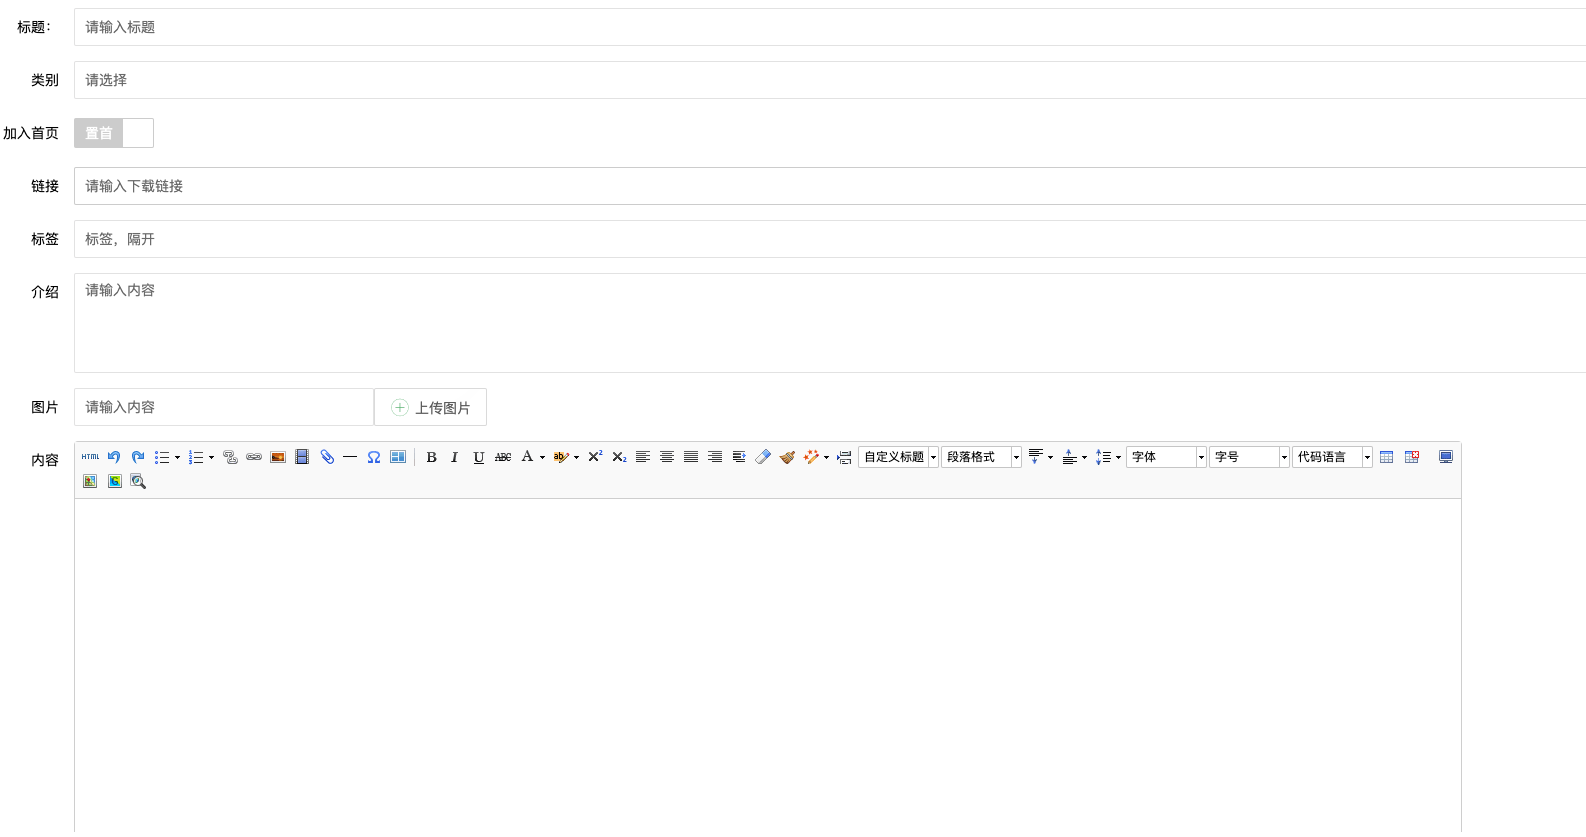 标题： 请输入标题
类别 请选择
加入首页 置首
链接 请输入下载链接
标签 标签，隔开
介绍 请输入内容
图片 请输入内容 上传图片
内容 HTML B I U ABC A ab X² X₂ 自定义标题 段落格式 字体 字号 代码语言